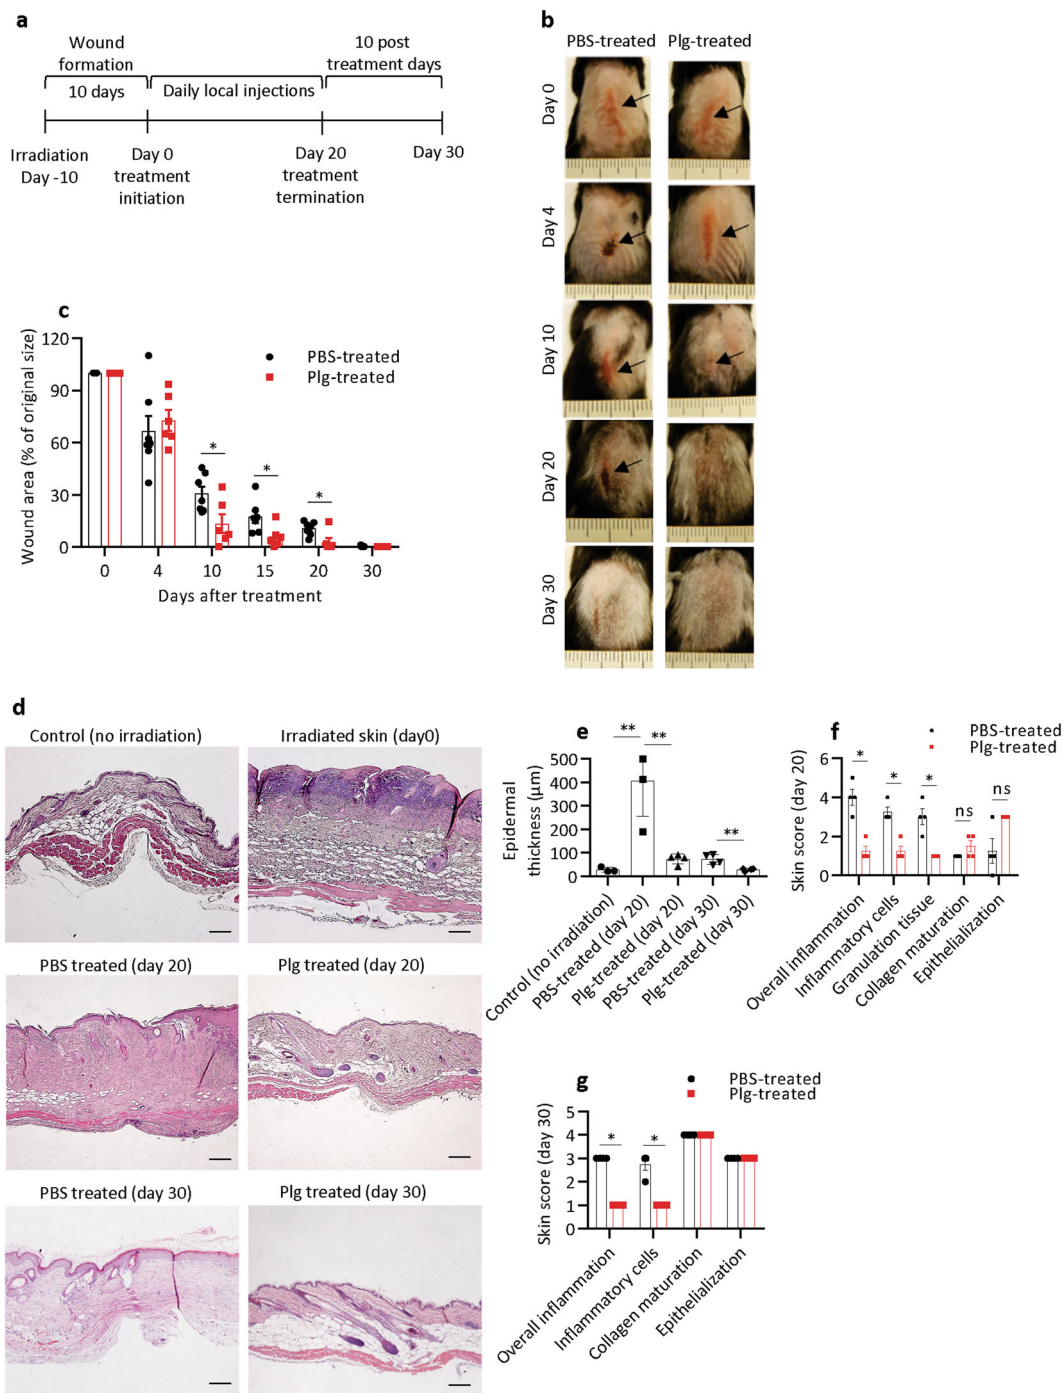 a
Wound formation
10 days
Daily local injections
10 post treatment days
Irradiation Day -10
Day 0 treatment initiation
Day 20 treatment termination
Day 30
b
PBS-treated
Plg-treated
Day 0
Day 4
Day 10
Day 20
Day 30
c
Wound area (% of original size)
120
90
60
30
0
PBS-treated
Plg-treated
*
*
*
0 4 10 15 20 30
Days after treatment
d
Control (no irradiation)
Irradiated skin (day0)
PBS treated (day 20)
Plg treated (day 20)
PBS treated (day 30)
Plg treated (day 30)
e
Epidermal thickness (μm)
500
400
300
200
100
0
**
**
**
Control (no irradiation)
PBS-treated (day 20)
Plg-treated (day 20)
PBS-treated (day 30)
Plg-treated (day 30)
f
PBS-treated
Plg-treated
Skin score (day 20)
6
4
2
0
*
*
*
ns
ns
Overall inflammation
Inflammatory cells
Granulation tissue
Collagen maturation
Epithelialization
g
PBS-treated
Plg-treated
Skin score (day 30)
5
4
3
2
1
0
*
*
Overall inflammation
Inflammatory cells
Collagen maturation
Epithelialization